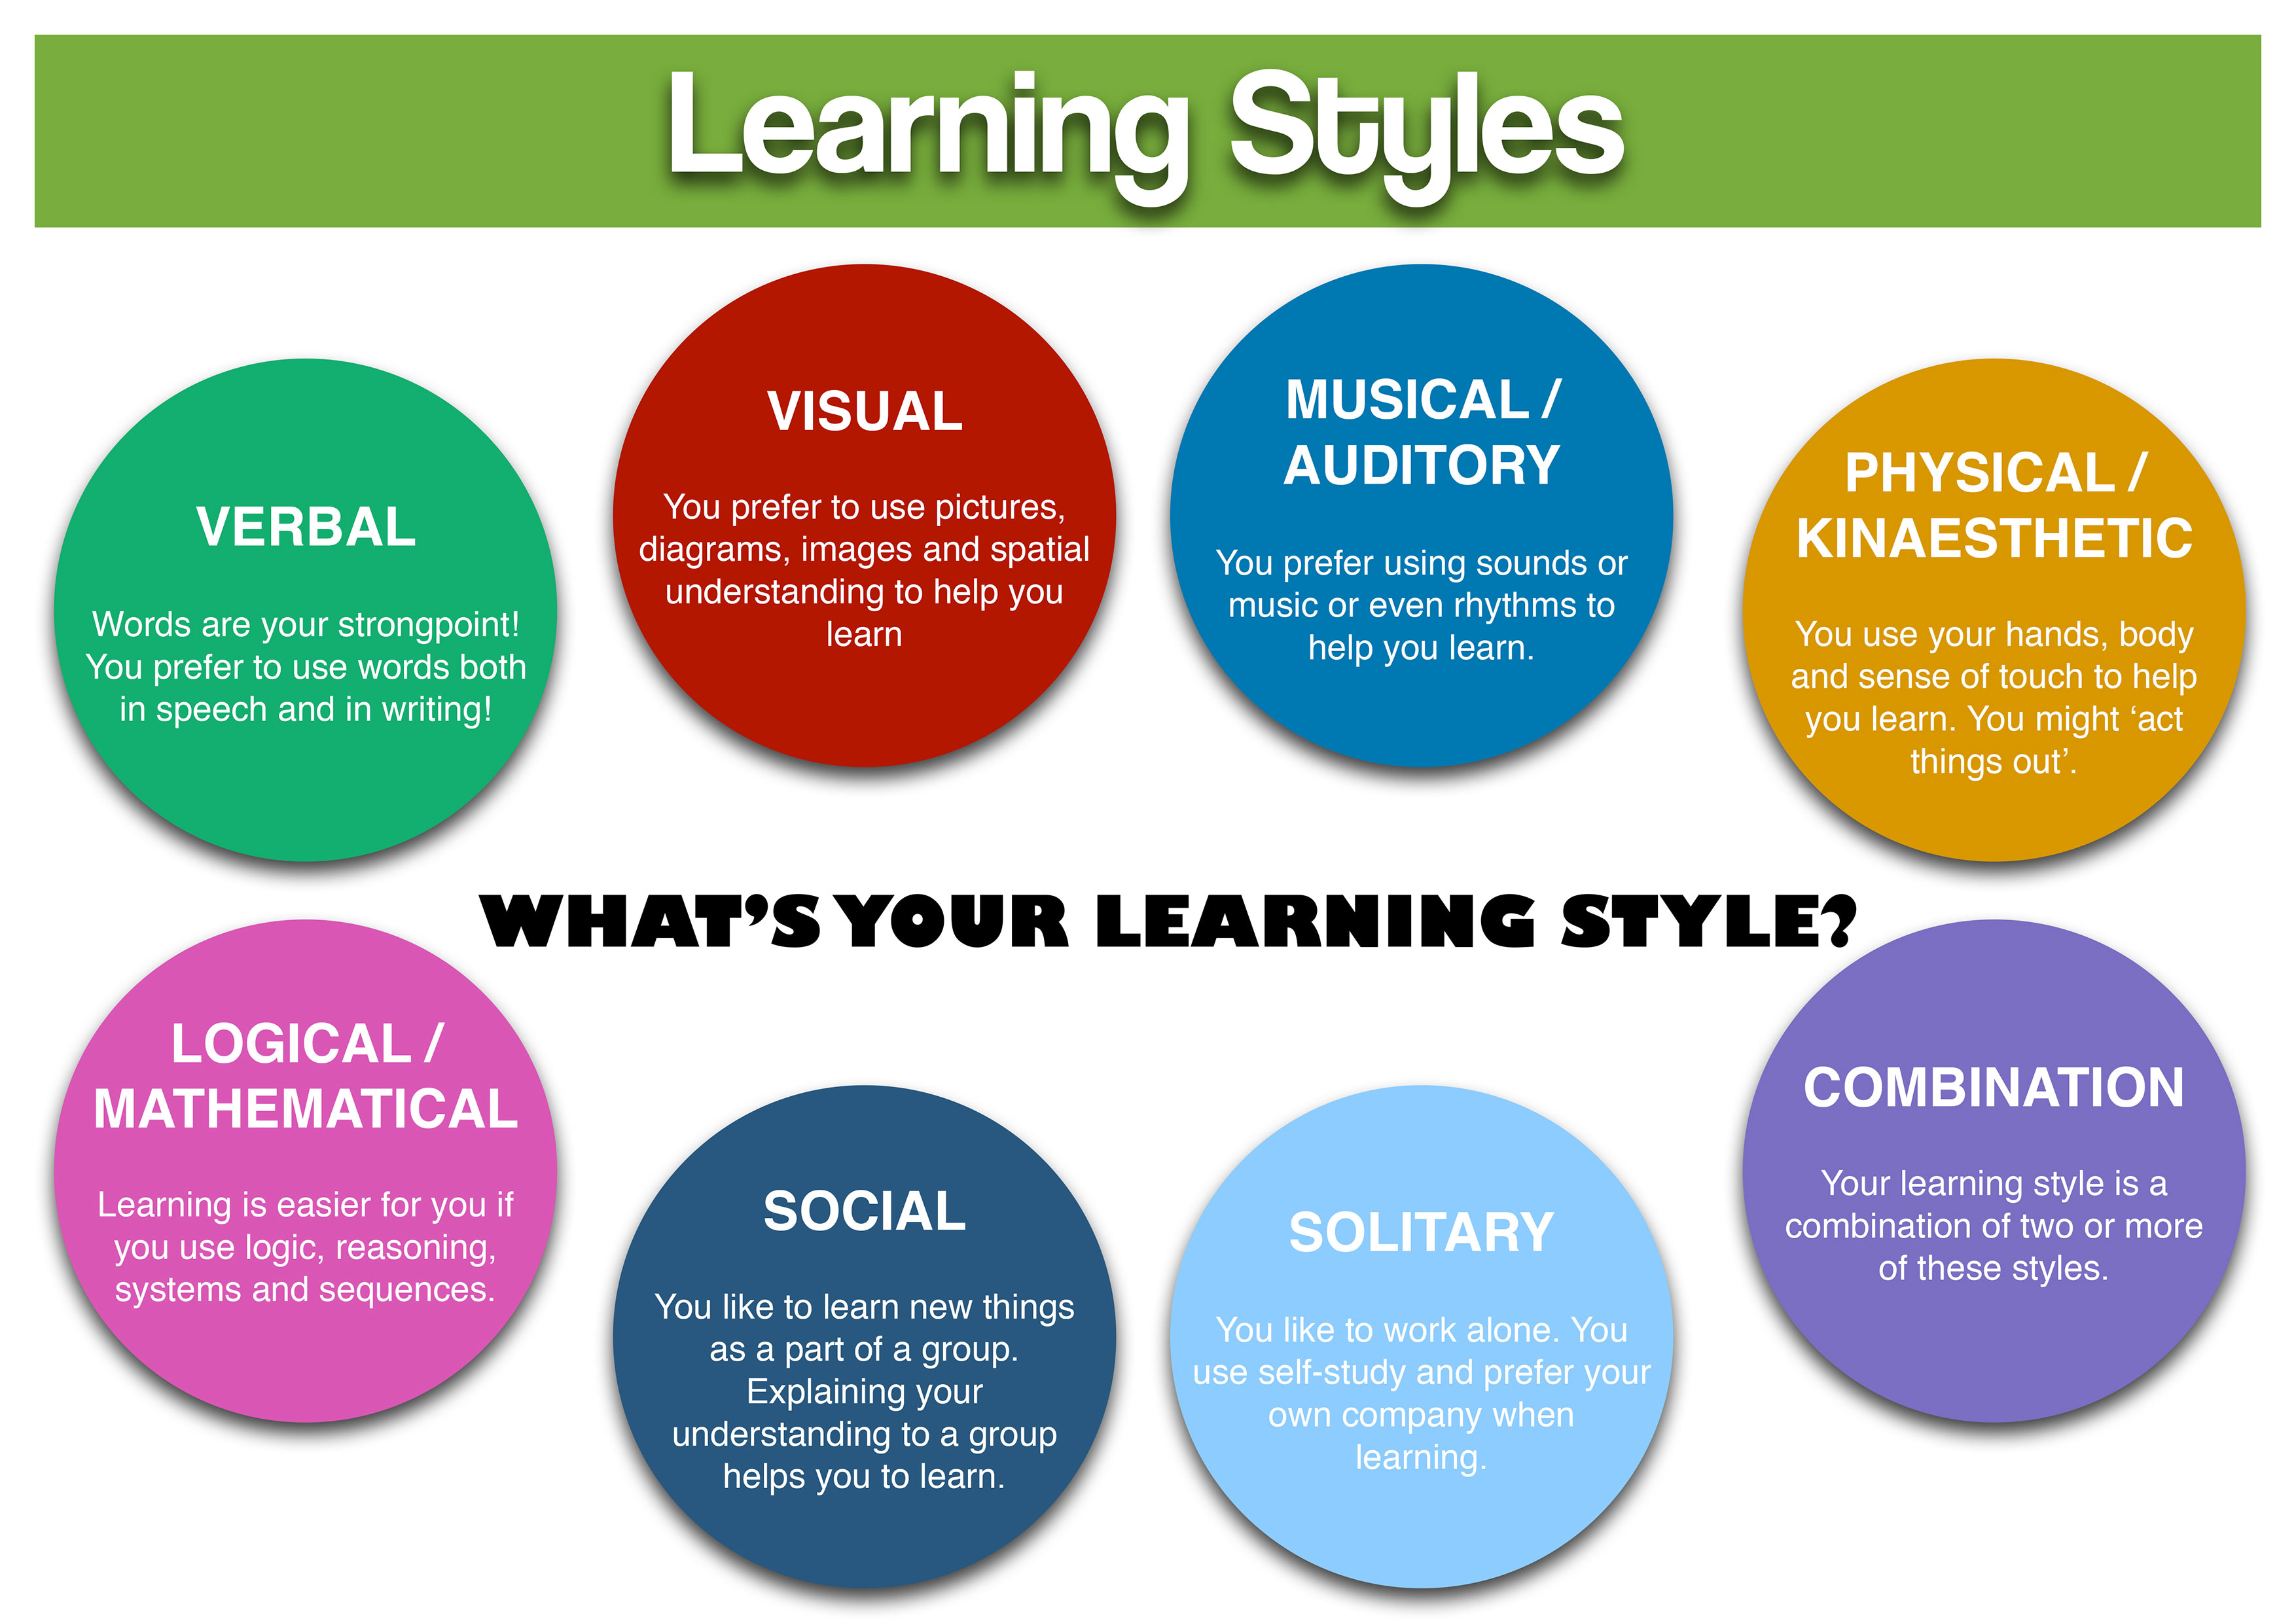 Learning Styles
VERBAL
Words are your strongpoint!
You prefer to use words both
in speech and in writing!
VISUAL
You prefer to use pictures,
diagrams, images and spatial
understanding to help you
learn
MUSICAL /
AUDITORY
You prefer using sounds or
music or even rhythms to
help you learn.
PHYSICAL /
KINAESTHETIC
You use your hands, body
and sense of touch to help
you learn. You might ‘act
things out’.
WHAT’S YOUR LEARNING STYLE?
LOGICAL /
MATHEMATICAL
Learning is easier for you if
you use logic, reasoning,
systems and sequences.
SOCIAL
You like to learn new things
as a part of a group.
Explaining your
understanding to a group
helps you to learn.
SOLITARY
You like to work alone. You
use self-study and prefer your
own company when
learning.
COMBINATION
Your learning style is a
combination of two or more
of these styles.